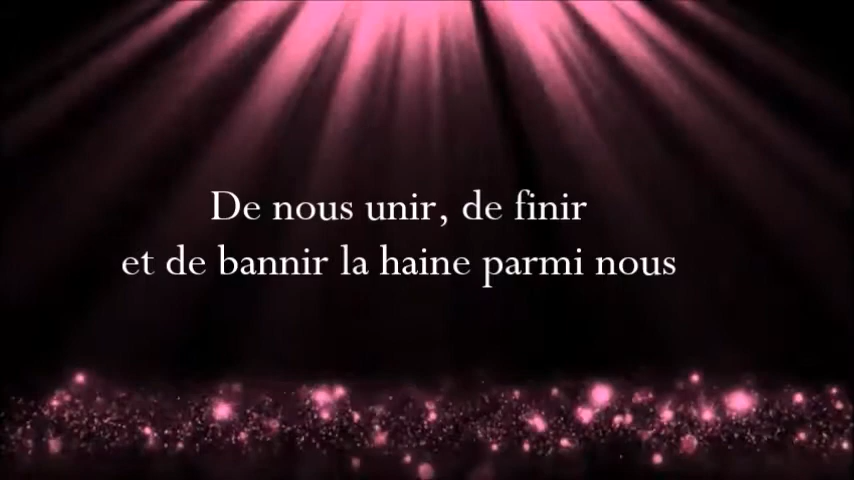 De nous unir, de finir
et de bannir la haine parmi nous